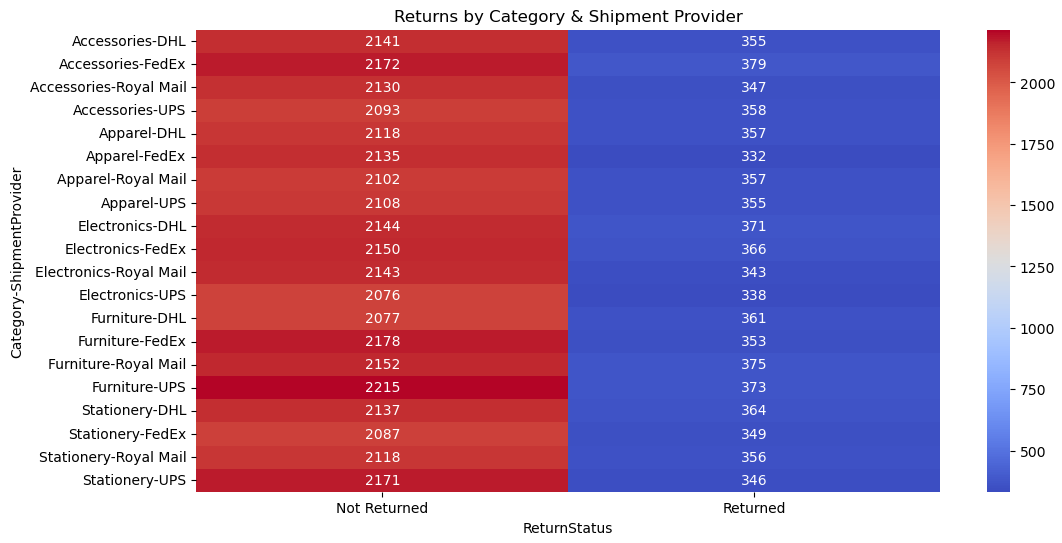 Returns by Category & Shipment Provider
Category-ShipmentProvider
Accessories-DHL 2141 355
Accessories-FedEx 2172 379
Accessories-Royal Mail 2130 347
Accessories-UPS 2093 358
Apparel-DHL 2118 357
Apparel-FedEx 2135 332
Apparel-Royal Mail 2102 357
Apparel-UPS 2108 355
Electronics-DHL 2144 371
Electronics-FedEx 2150 366
Electronics-Royal Mail 2143 343
Electronics-UPS 2076 338
Furniture-DHL 2077 361
Furniture-FedEx 2178 353
Furniture-Royal Mail 2152 375
Furniture-UPS 2215 373
Stationery-DHL 2137 364
Stationery-FedEx 2087 349
Stationery-Royal Mail 2118 356
Stationery-UPS 2171 346
Not Returned Returned
ReturnStatus
2000
1750
1500
1250
1000
750
500